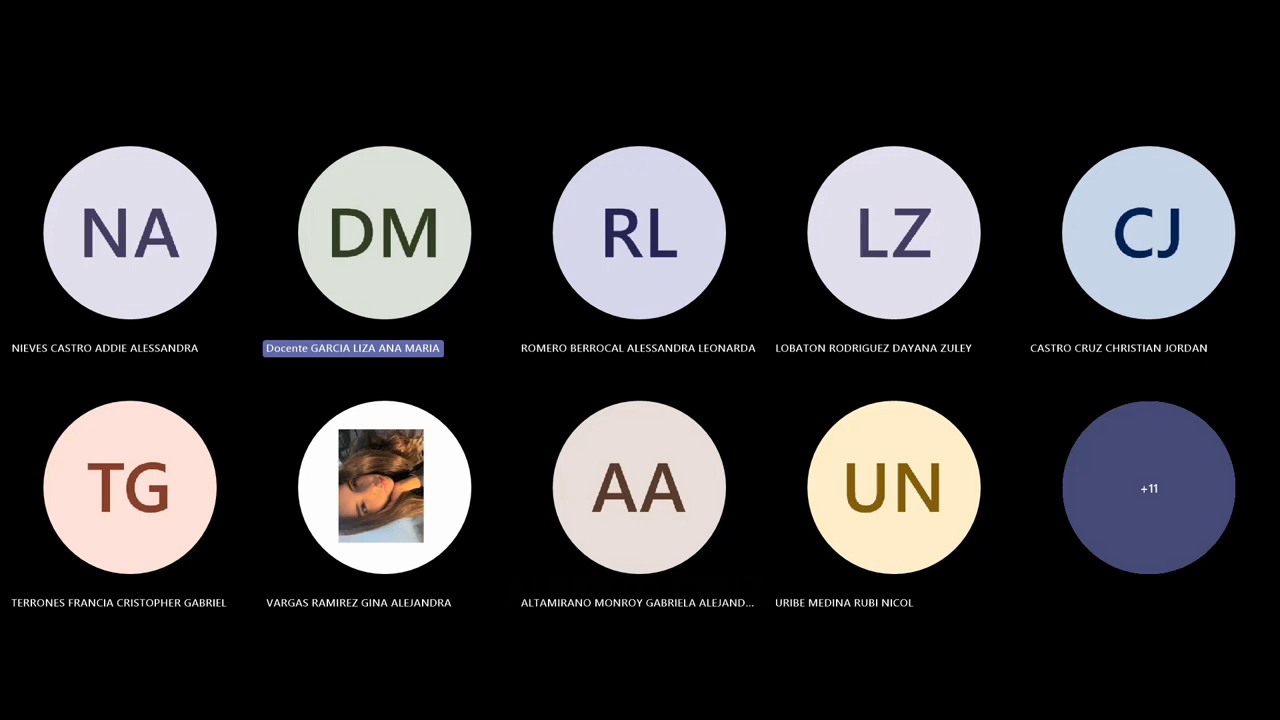 NA
DM
RL
LZ
CJ
NIEVES CASTRO ADDIE ALESSANDRA
Docente GARCIA LIZA ANA MARIA
ROMERO BERROCAL ALESSANDRA LEONARDA
LOBATON RODRIGUEZ DAYANA ZULEY
CASTRO CRUZ CHRISTIAN JORDAN
TG
AA
UN
+11
TERRONES FRANCIA CRISTOPHER GABRIEL
VARGAS RAMIREZ GINA ALEJANDRA
ALTAMIRANO MONROY GABRIELA ALEJAND...
URIBE MEDINA RUBI NICOL